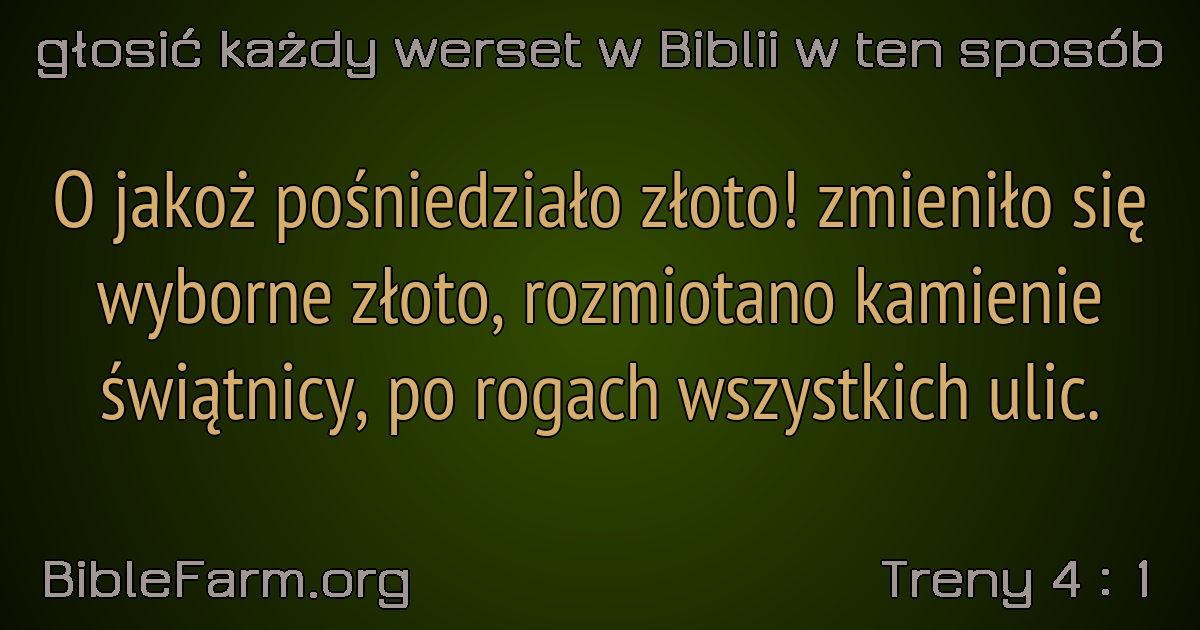 głosić każdy werset w Biblii w ten sposób
O jakoż pośniedziało złoto! zmieniło się
wyborne złoto, rozmiotano kamienie
świątnicy, po rogach wszystkich ulic.
BibleFarm.org
Treny 4 : 1